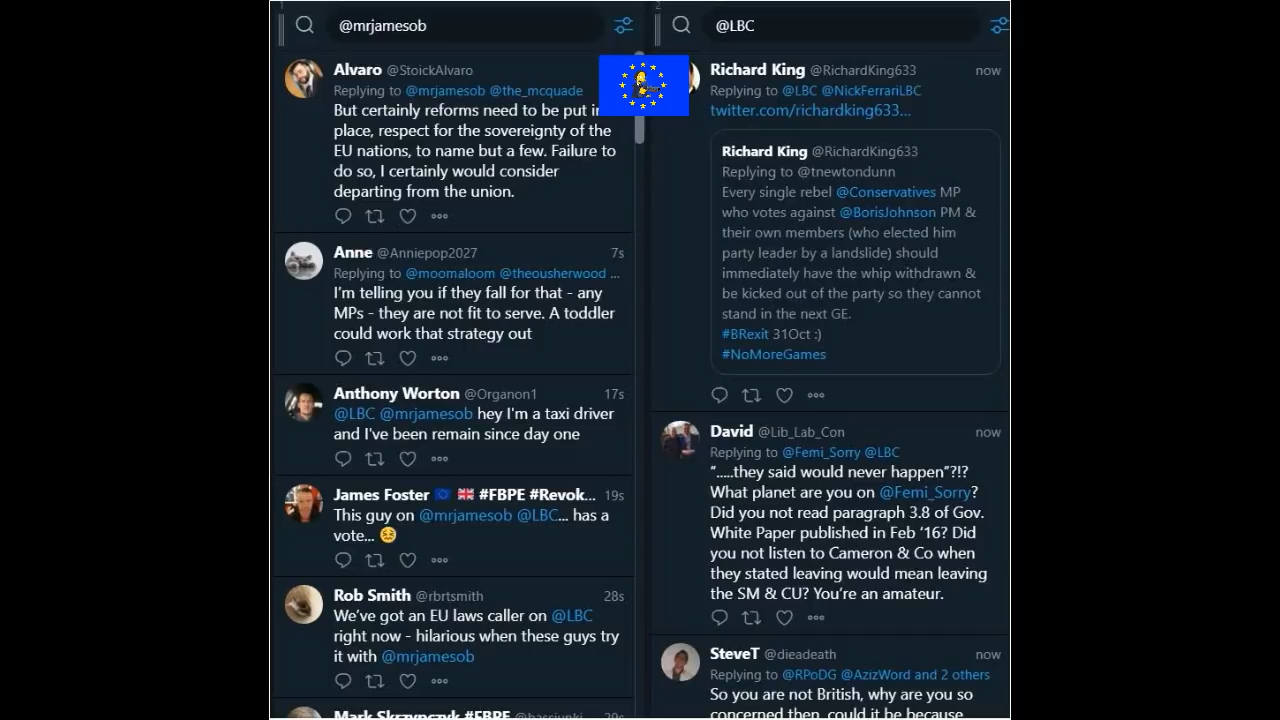 1
@mrjamesob
Alvaro @StoickAlvaro
Replying to @mrjamesob @the_mcquade
But certainly reforms need to be put in
place, respect for the sovereignty of the
EU nations, to name but a few. Failure to
do so, I certainly would consider
departing from the union.
Anne @Anniepop2027 7s
Replying to @moomaloom @theousherwood ...
I'm telling you if they fall for that - any
MPs - they are not fit to serve. A toddler
could work that strategy out
Anthony Worton @Organon1 17s
@LBC @mrjamesob hey I'm a taxi driver
and I've been remain since day one
James Foster 🇪🇺 🇬🇧 #FBPE #Revok... 19s
This guy on @mrjamesob @LBC... has a
vote... 😣
Rob Smith @rbrtsmith 28s
We've got an EU laws caller on @LBC
right now - hilarious when these guys try
it with @mrjamesob
Mark Skrzypczyk #FBPE
2
@LBC
Richard King @RichardKing633 now
Replying to @LBC @NickFerrariLBC
twitter.com/richardking633...
Richard King @RichardKing633
Replying to @tnewtondunn
Every single rebel @Conservatives MP
who votes against @BorisJohnson PM &
their own members (who elected him
party leader by a landslide) should
immediately have the whip withdrawn &
be kicked out of the party so they cannot
stand in the next GE.
#BRexit 31Oct :)
#NoMoreGames
David @Lib_Lab_Con now
Replying to @Femi_Sorry @LBC
“.....they said would never happen”?!?
What planet are you on @Femi_Sorry?
Did you not read paragraph 3.8 of Gov.
White Paper published in Feb ‘16? Did
you not listen to Cameron & Co when
they stated leaving would mean leaving
the SM & CU? You’re an amateur.
SteveT @dieadeath now
Replying to @RPoDG @AzizWord and 2 others
So you are not British, why are you so
concerned then, could it be because